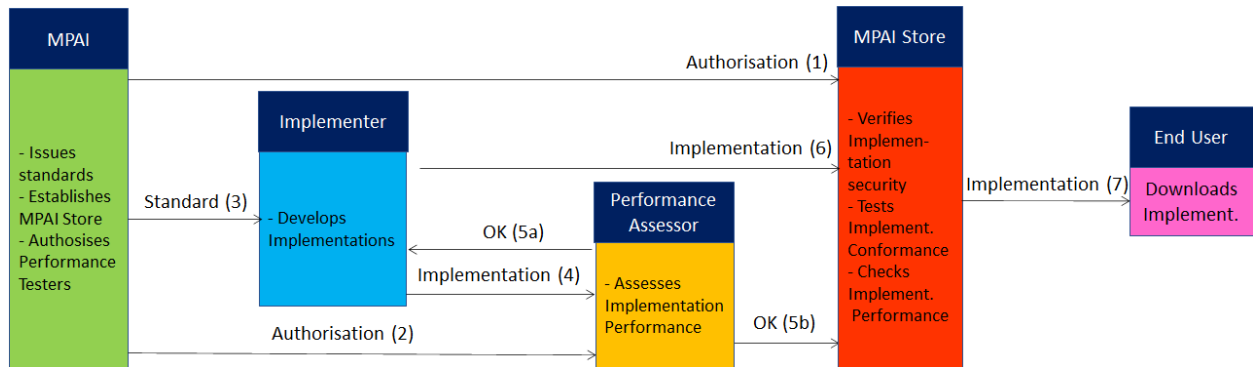 MPAI
- Issues
standards
- Establishes
MPAI Store
- Authosises
Performance
Testers
Authorisation (1)
Standard (3)
Implementer
- Develops
Implementations
Implementation (6)
OK (5a)
Implementation (4)
Authorisation (2)
Performance
Assessor
- Assesses
Implementation
Performance
OK (5b)
MPAI Store
- Verifies
Implemen-
tation
security
- Tests
Implement.
Conformance
- Checks
Implement.
Performance
Implementation (7)
End User
Downloads
Implement.